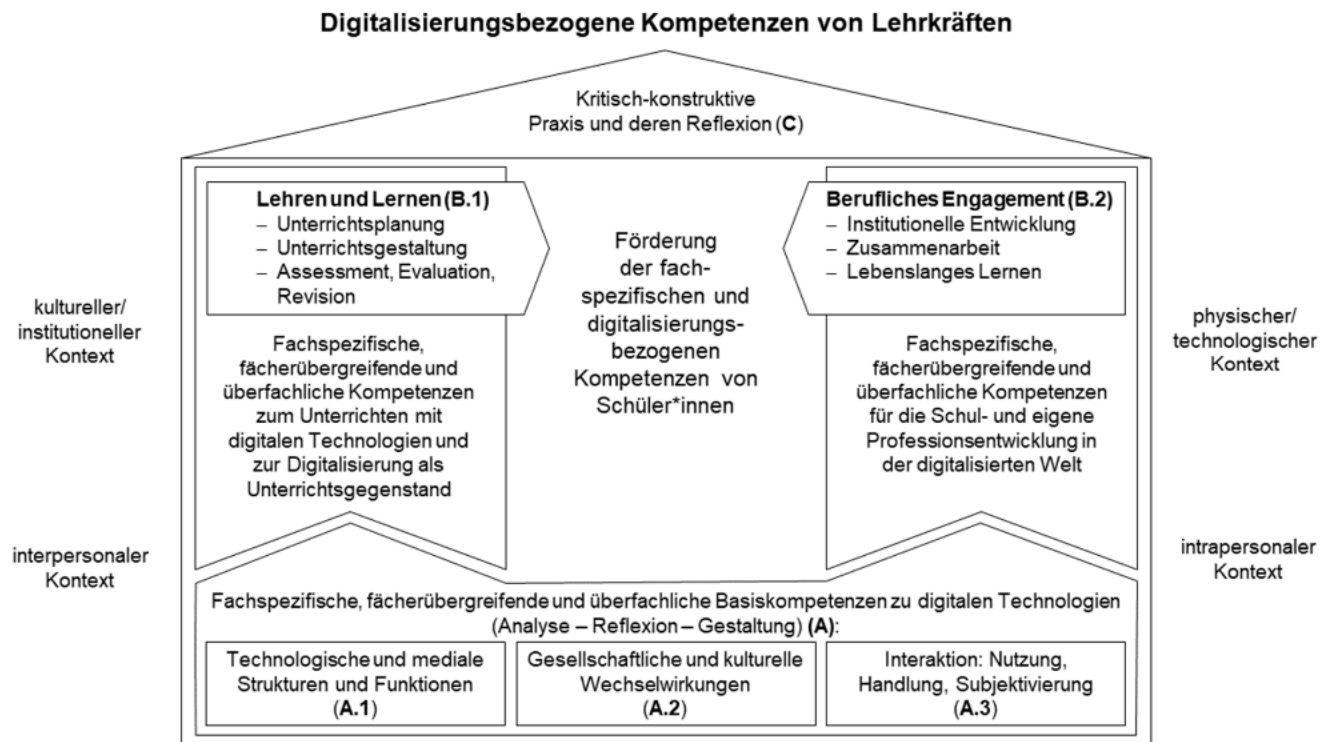 Digitalisierungsbezogene Kompetenzen von Lehrkräften
Kritisch-konstruktive
Praxis und deren Reflexion (C)
Lehren und Lernen (B.1)
– Unterrichtsplanung
– Unterrichtsgestaltung
– Assessment, Evaluation,
Revision
Fachspezifische,
fächerübergreifende und
überfachliche Kompetenzen
zum Unterrichten mit
digitalen Technologien und
zur Digitalisierung als
Unterrichtsgegenstand
Förderung
der fach-
spezifischen und
digitalisierungs-
bezogenen
Kompetenzen von
Schüler*innen
Berufliches Engagement (B.2)
– Institutionelle Entwicklung
– Zusammenarbeit
– Lebenslanges Lernen
Fachspezifische,
fächerübergreifende und
überfachliche Kompetenzen
für die Schul- und eigene
Professionsentwicklung in
der digitalisierten Welt
kultureller/
institutioneller
Kontext
physischer/
technologischer
Kontext
interpersonaler
Kontext
intrapersonaler
Kontext
Fachspezifische, fächerübergreifende und überfachliche Basiskompetenzen zu digitalen Technologien
(Analyse – Reflexion – Gestaltung) (A):
Technologische und mediale
Strukturen und Funktionen
(A.1)
Gesellschaftliche und kulturelle
Wechselwirkungen
(A.2)
Interaktion: Nutzung,
Handlung, Subjektivierung
(A.3)